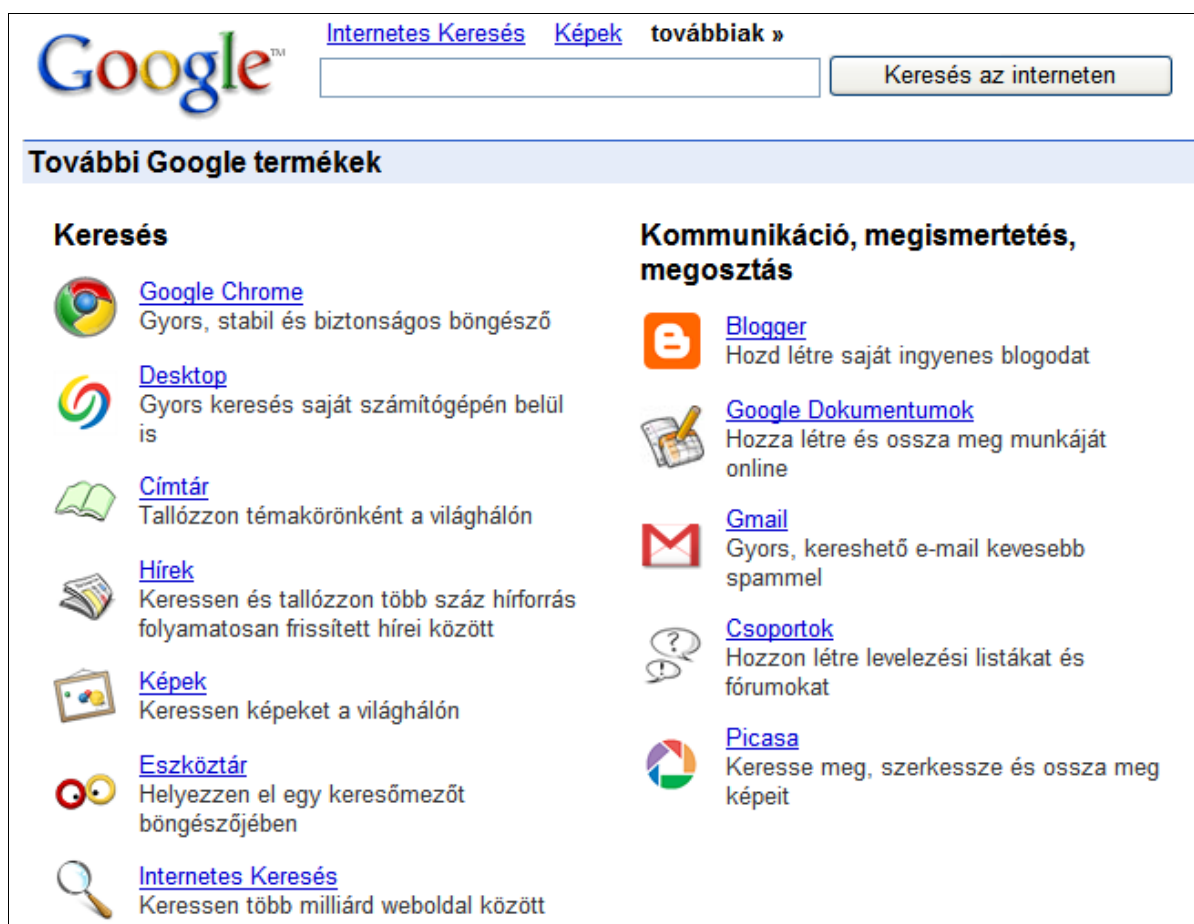 Google™
Internetes Keresés Képek továbbiak »
Keresés az interneten
További Google termékek
Keresés
Google Chrome
Gyors, stabil és biztonságos böngésző
Desktop
Gyors keresés saját számítógépén belül
is
Címtár
Tallózzon témakörönként a világhálón
Hírek
Keressen és tallózzon több száz hírforrás
folyamatosan frissített hírei között
Képek
Keressen képeket a világhálón
Eszköztár
Helyezzen el egy keresőmezőt
böngészőjében
Internetes Keresés
Keressen több milliárd weboldal között
Kommunikáció, megismertetés,
megosztás
Blogger
Hozd létre saját ingyenes blogodat
Google Dokumentumok
Hozza létre és ossza meg munkáját
online
Gmail
Gyors, kereshető e-mail kevesebb
spammel
Csoportok
Hozzon létre levelezési listákat és
fórumokat
Picasa
Keresse meg, szerkessze és ossza meg
képeit